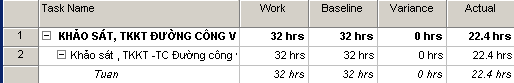 Task Name Work Baseline Variance Actual
1 KHẢO SÁT, TKKT ĐƯỜNG CÔNG V 32 hrs 32 hrs 0 hrs 22.4 hrs
2 Khảo sát , TKKT -TC Đường công 32 hrs 32 hrs 0 hrs 22.4 hrs
Tuan 32 hrs 32 hrs 0 hrs 22.4 hrs